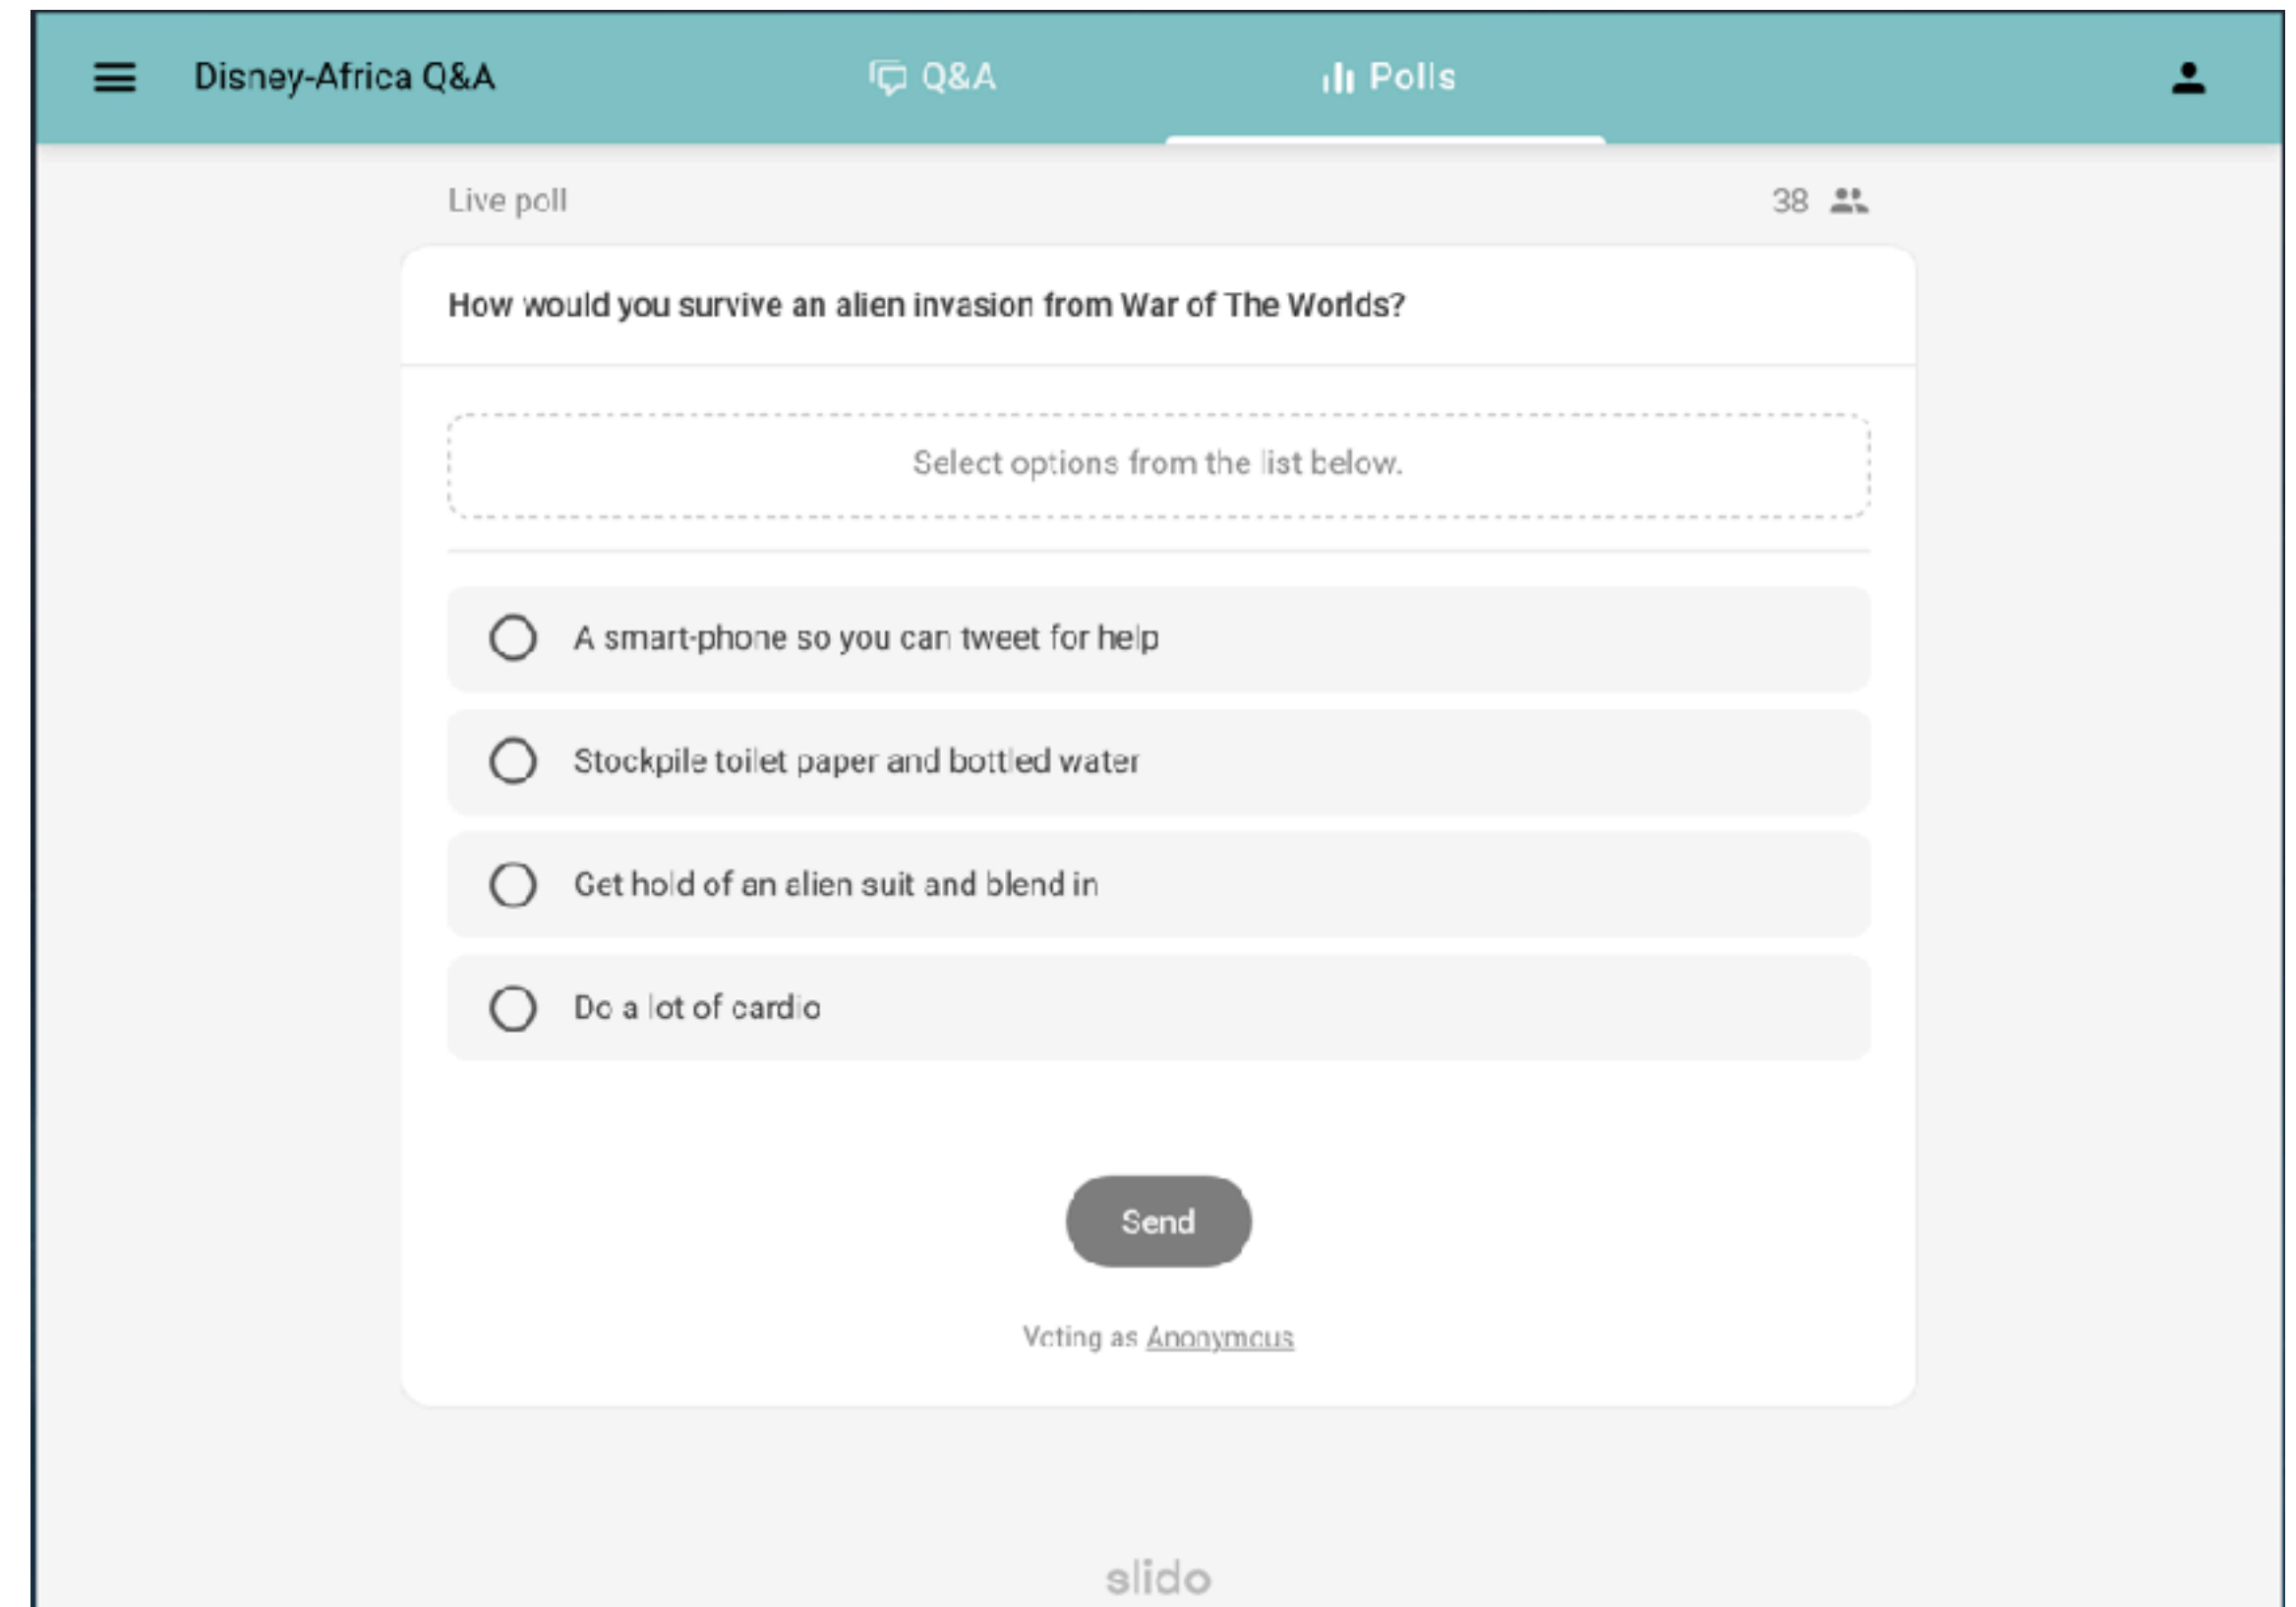 Disney-Africa Q&A
Q&A
Polls
Live poll
38
How would you survive an alien invasion from War of The Worlds?
Select options from the list below.
A smart-phone so you can tweet for help
Stockpile toilet paper and bottled water
Get hold of an alien suit and blend in
Do a lot of cardio
Send
Voting as Anonymous
slido